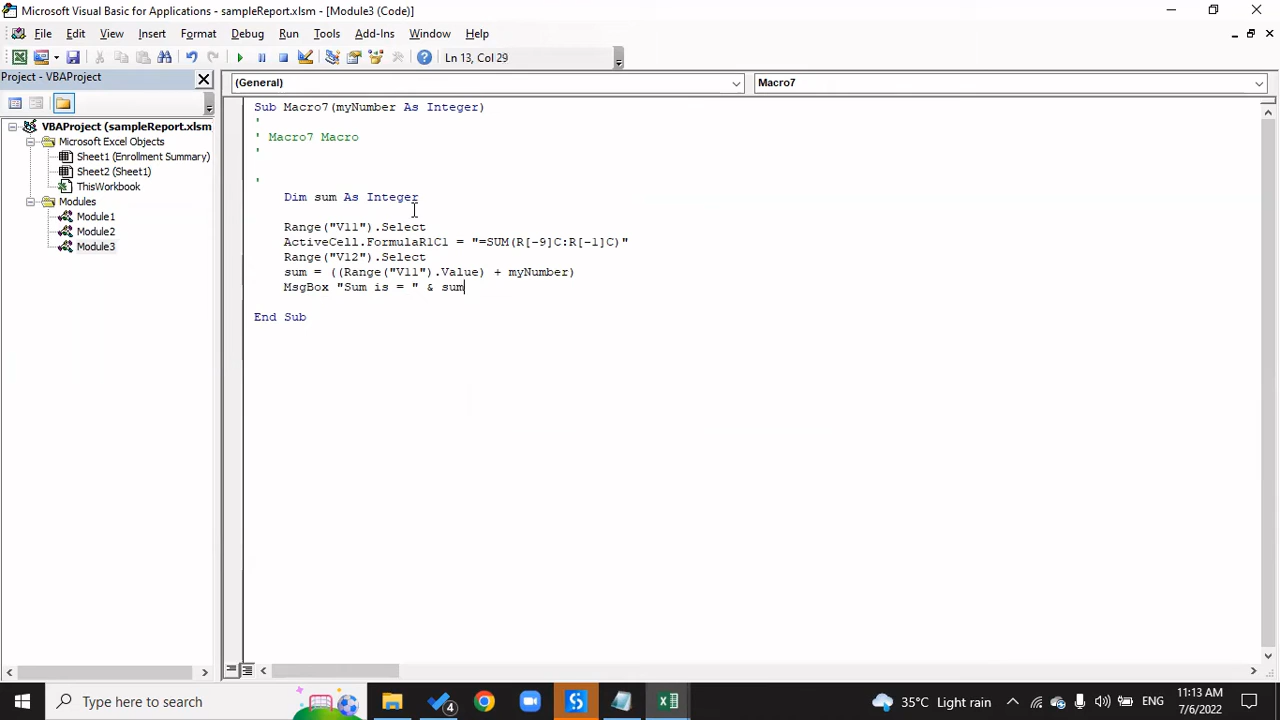 Microsoft Visual Basic for Applications - sampleReport.xlsm - [Module3 (Code)]
File Edit View Insert Format Debug Run Tools Add-Ins Window Help
Ln 13, Col 29
Project - VBAProject
(General)
Macro7
VBAProject (sampleReport.xlsm
Microsoft Excel Objects
Sheet1 (Enrollment Summary)
Sheet2 (Sheet1)
ThisWorkbook
Modules
Module1
Module2
Module3
Sub Macro7(myNumber As Integer)
'
' Macro7 Macro
'
'
Dim sum As Integer
Range("V11").Select
ActiveCell.FormulaR1C1 = "=SUM(R[-9]C:R[-1]C)"
Range("V12").Select
sum = ((Range("V11").Value) + myNumber)
MsgBox "Sum is = " & sum
End Sub
Type here to search
4
35°C Light rain
ENG
11:13 AM
7/6/2022